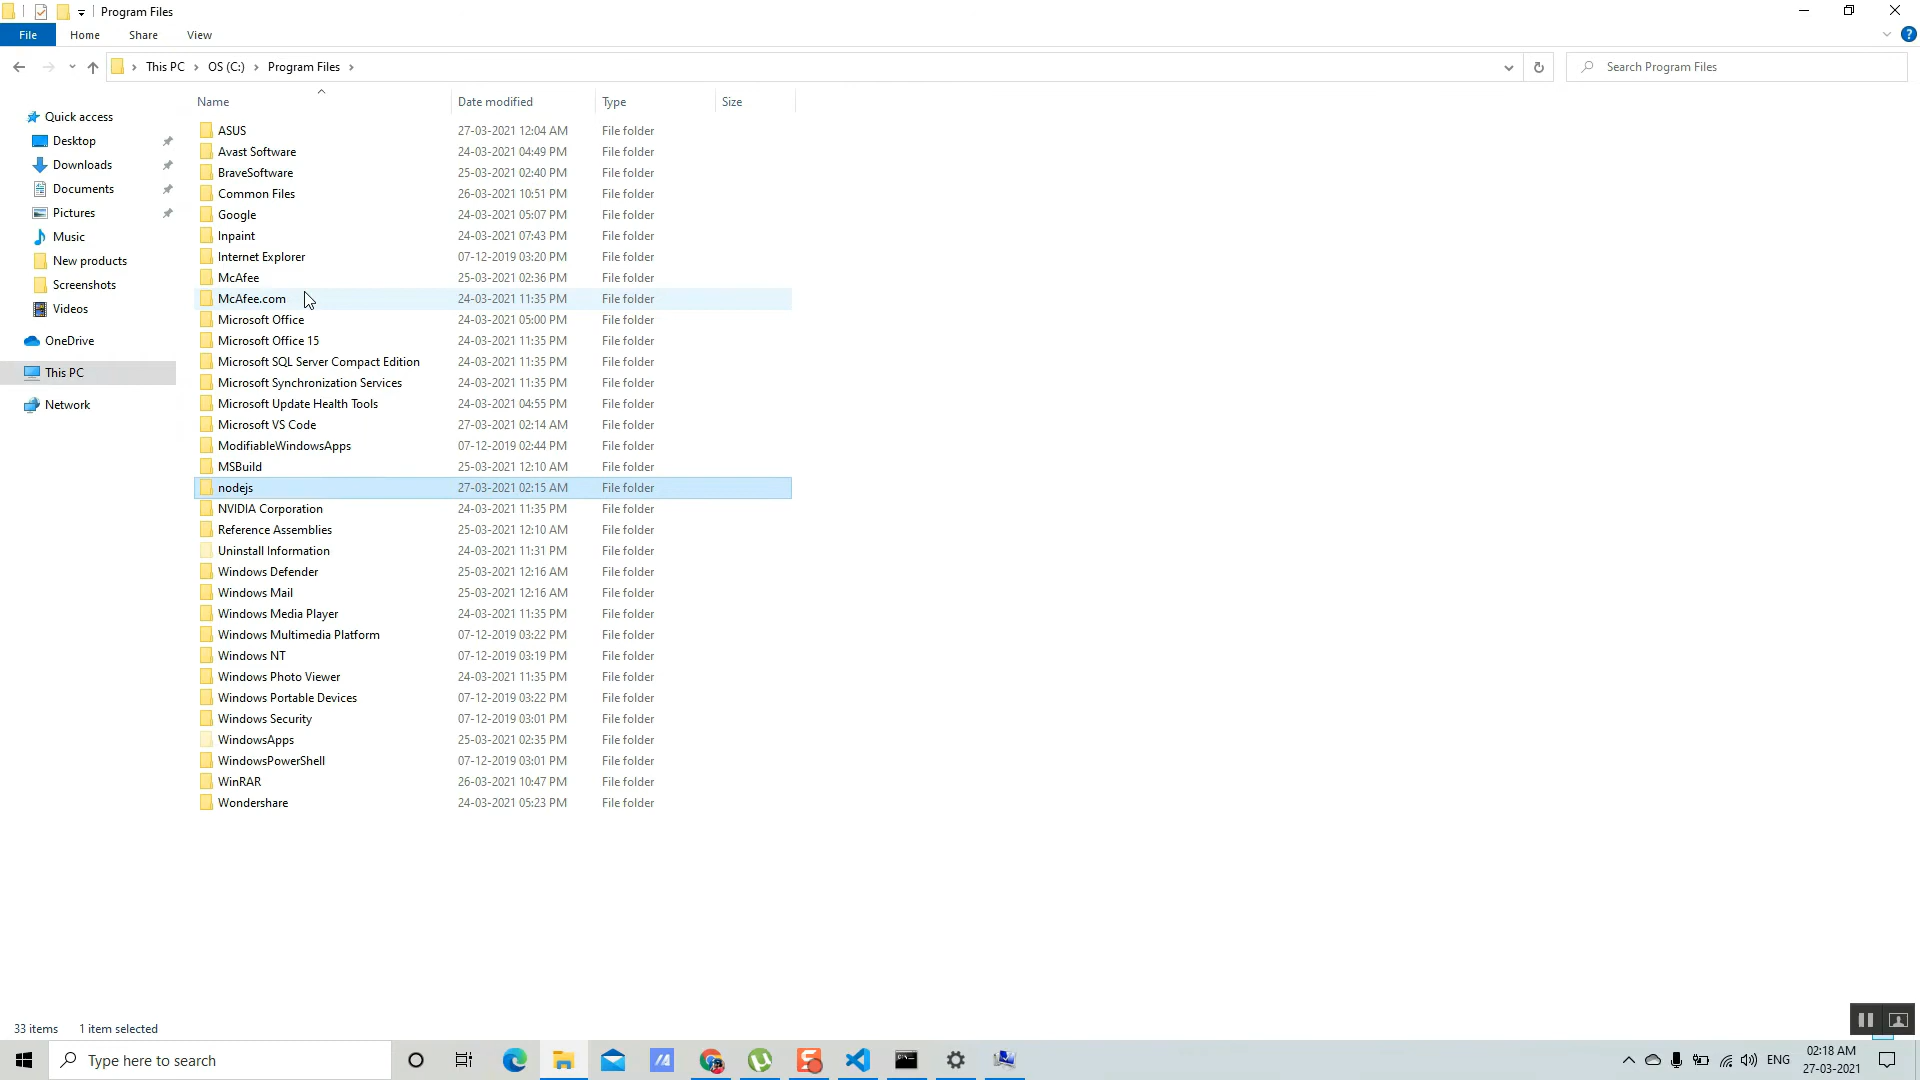 Program Files
File Home Share View
This PC OS (C:) Program Files
Search Program Files
Name Date modified Type Size
Quick access
Desktop
Downloads
Documents
Pictures
Music
New products
Screenshots
Videos
OneDrive
This PC
Network
ASUS 27-03-2021 12:04 AM File folder
Avast Software 24-03-2021 04:49 PM File folder
BraveSoftware 25-03-2021 02:40 PM File folder
Common Files 26-03-2021 10:51 PM File folder
Google 24-03-2021 05:07 PM File folder
Inpaint 24-03-2021 07:43 PM File folder
Internet Explorer 07-12-2019 03:20 PM File folder
McAfee 25-03-2021 02:36 PM File folder
McAfee.com 24-03-2021 11:35 PM File folder
Microsoft Office 24-03-2021 05:00 PM File folder
Microsoft Office 15 24-03-2021 11:35 PM File folder
Microsoft SQL Server Compact Edition 24-03-2021 11:35 PM File folder
Microsoft Synchronization Services 24-03-2021 11:35 PM File folder
Microsoft Update Health Tools 24-03-2021 04:55 PM File folder
Microsoft VS Code 27-03-2021 02:14 AM File folder
ModifiableWindowsApps 07-12-2019 02:44 PM File folder
MSBuild 25-03-2021 12:10 AM File folder
nodejs 27-03-2021 02:15 AM File folder
NVIDIA Corporation 24-03-2021 11:35 PM File folder
Reference Assemblies 25-03-2021 12:10 AM File folder
Uninstall Information 24-03-2021 11:31 PM File folder
Windows Defender 25-03-2021 12:16 AM File folder
Windows Mail 25-03-2021 12:16 AM File folder
Windows Media Player 24-03-2021 11:35 PM File folder
Windows Multimedia Platform 07-12-2019 03:22 PM File folder
Windows NT 07-12-2019 03:19 PM File folder
Windows Photo Viewer 24-03-2021 11:35 PM File folder
Windows Portable Devices 07-12-2019 03:22 PM File folder
Windows Security 07-12-2019 03:01 PM File folder
WindowsApps 25-03-2021 02:35 PM File folder
WindowsPowerShell 07-12-2019 03:01 PM File folder
WinRAR 26-03-2021 10:47 PM File folder
Wondershare 24-03-2021 05:23 PM File folder
33 items 1 item selected
Type here to search
ENG
02:18 AM
27-03-2021